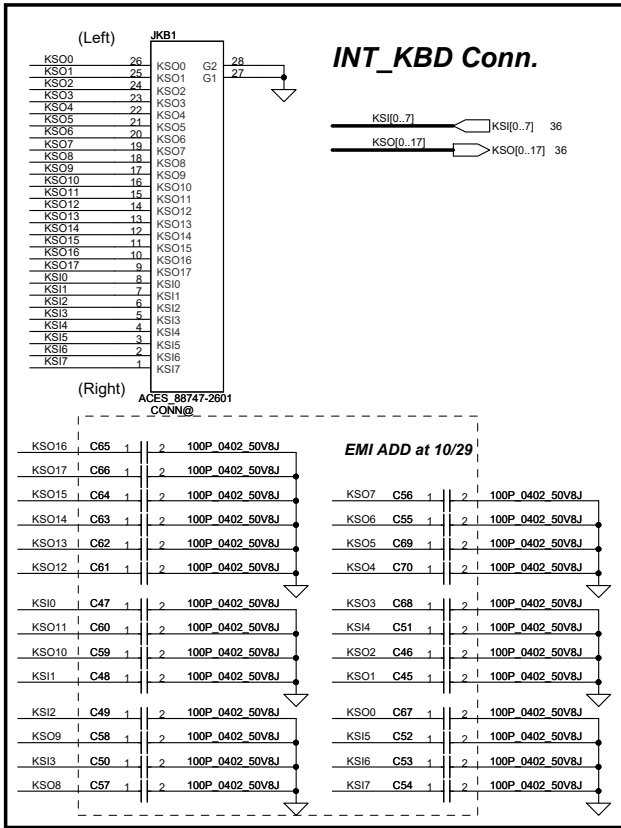 (Left)
JKB1
INT_KBD Conn.
KSO0 26 KSO0 G2 28
KSO1 25 KSO1 G1 27
KSO2 24 KSO2
KSO3 23 KSO3
KSO4 22 KSO4
KSO5 21 KSO5
KSO6 20 KSO6
KSO7 19 KSO7
KSO8 18 KSO8
KSO9 17 KSO9
KSO10 16 KSO10
KSO11 15 KSO11
KSO12 14 KSO12
KSO13 13 KSO13
KSO14 12 KSO14
KSO15 11 KSO15
KSO16 10 KSO16
KSO17 9 KSO17
KSI0 8 KSI0
KSI1 7 KSI1
KSI2 6 KSI2
KSI3 5 KSI3
KSI4 4 KSI4
KSI5 3 KSI5
KSI6 2 KSI6
KSI7 1 KSI7
KSI[0..7] KSI[0..7] 36
KSO[0..17] KSO[0..17] 36
(Right)
ACES_88747-2601
CONN@
EMI ADD at 10/29
KSO16 C65 1 2 100P_0402_50V8J
KSO17 C66 1 2 100P_0402_50V8J
KSO15 C64 1 2 100P_0402_50V8J
KSO14 C63 1 2 100P_0402_50V8J
KSO13 C62 1 2 100P_0402_50V8J
KSO12 C61 1 2 100P_0402_50V8J
KSI0 C47 1 2 100P_0402_50V8J
KSO11 C60 1 2 100P_0402_50V8J
KSO10 C59 1 2 100P_0402_50V8J
KSI1 C48 1 2 100P_0402_50V8J
KSI2 C49 1 2 100P_0402_50V8J
KSO9 C58 1 2 100P_0402_50V8J
KSI3 C50 1 2 100P_0402_50V8J
KSO8 C57 1 2 100P_0402_50V8J
KSO7 C56 1 2 100P_0402_50V8J
KSO6 C55 1 2 100P_0402_50V8J
KSO5 C69 1 2 100P_0402_50V8J
KSO4 C70 1 2 100P_0402_50V8J
KSO3 C68 1 2 100P_0402_50V8J
KSI4 C51 1 2 100P_0402_50V8J
KSO2 C46 1 2 100P_0402_50V8J
KSO1 C45 1 2 100P_0402_50V8J
KSO0 C67 1 2 100P_0402_50V8J
KSI5 C52 1 2 100P_0402_50V8J
KSI6 C53 1 2 100P_0402_50V8J
KSI7 C54 1 2 100P_0402_50V8J